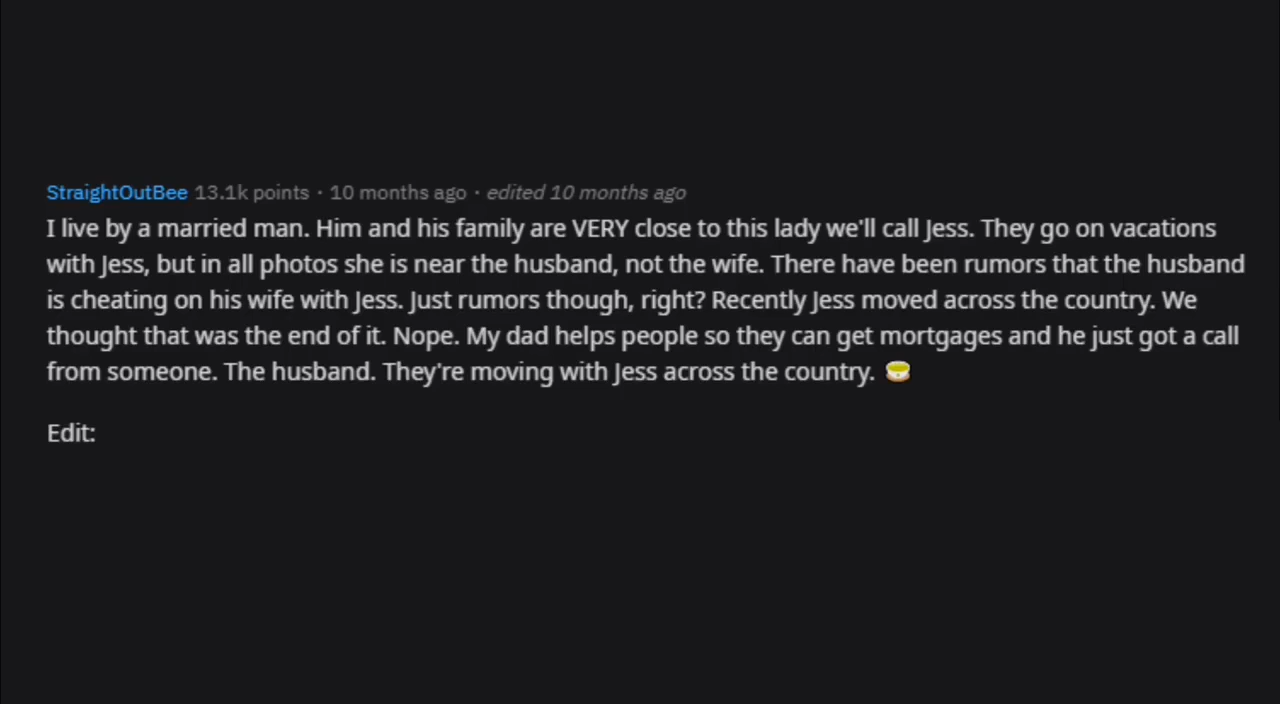 StraightOutBee 13.1k points · 10 months ago · edited 10 months ago
I live by a married man. Him and his family are VERY close to this lady we'll call Jess. They go on vacations
with Jess, but in all photos she is near the husband, not the wife. There have been rumors that the husband
is cheating on his wife with Jess. Just rumors though, right? Recently Jess moved across the country. We
thought that was the end of it. Nope. My dad helps people so they can get mortgages and he just got a call
from someone. The husband. They're moving with Jess across the country. 🍵
Edit: